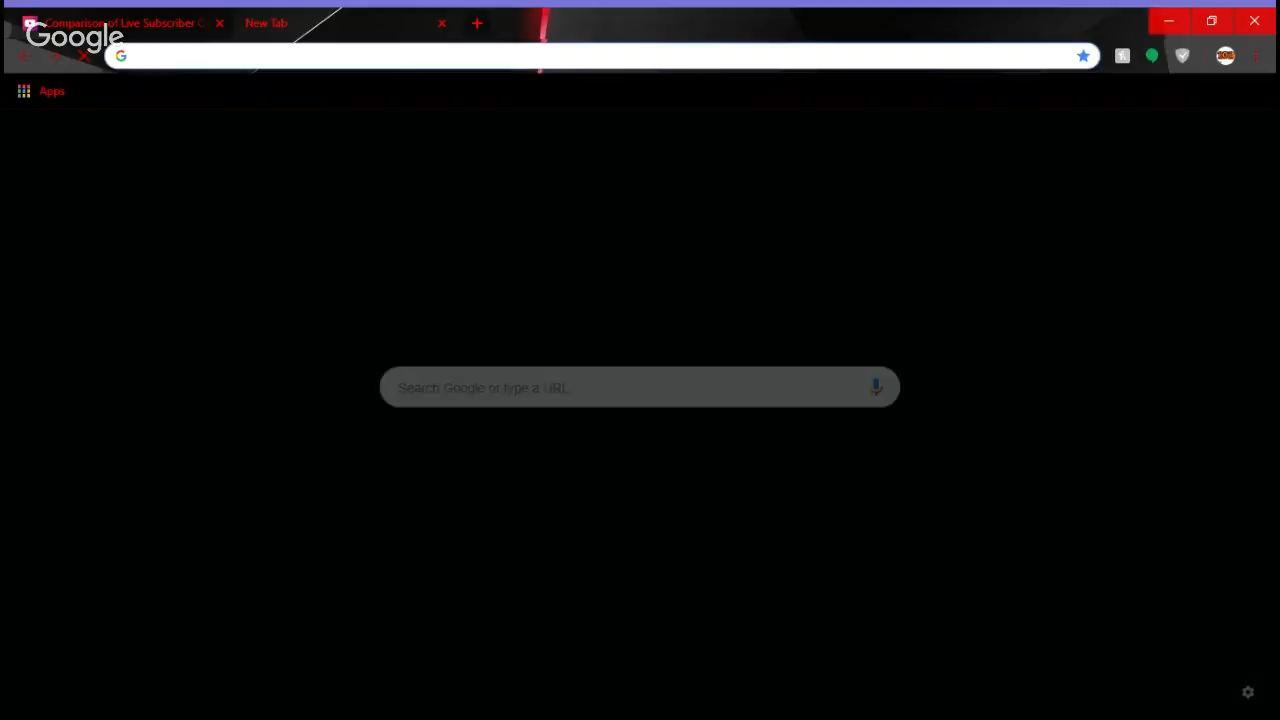 Comparison of Live Subscriber C
New Tab
Google
Apps
Search Google or type a URL